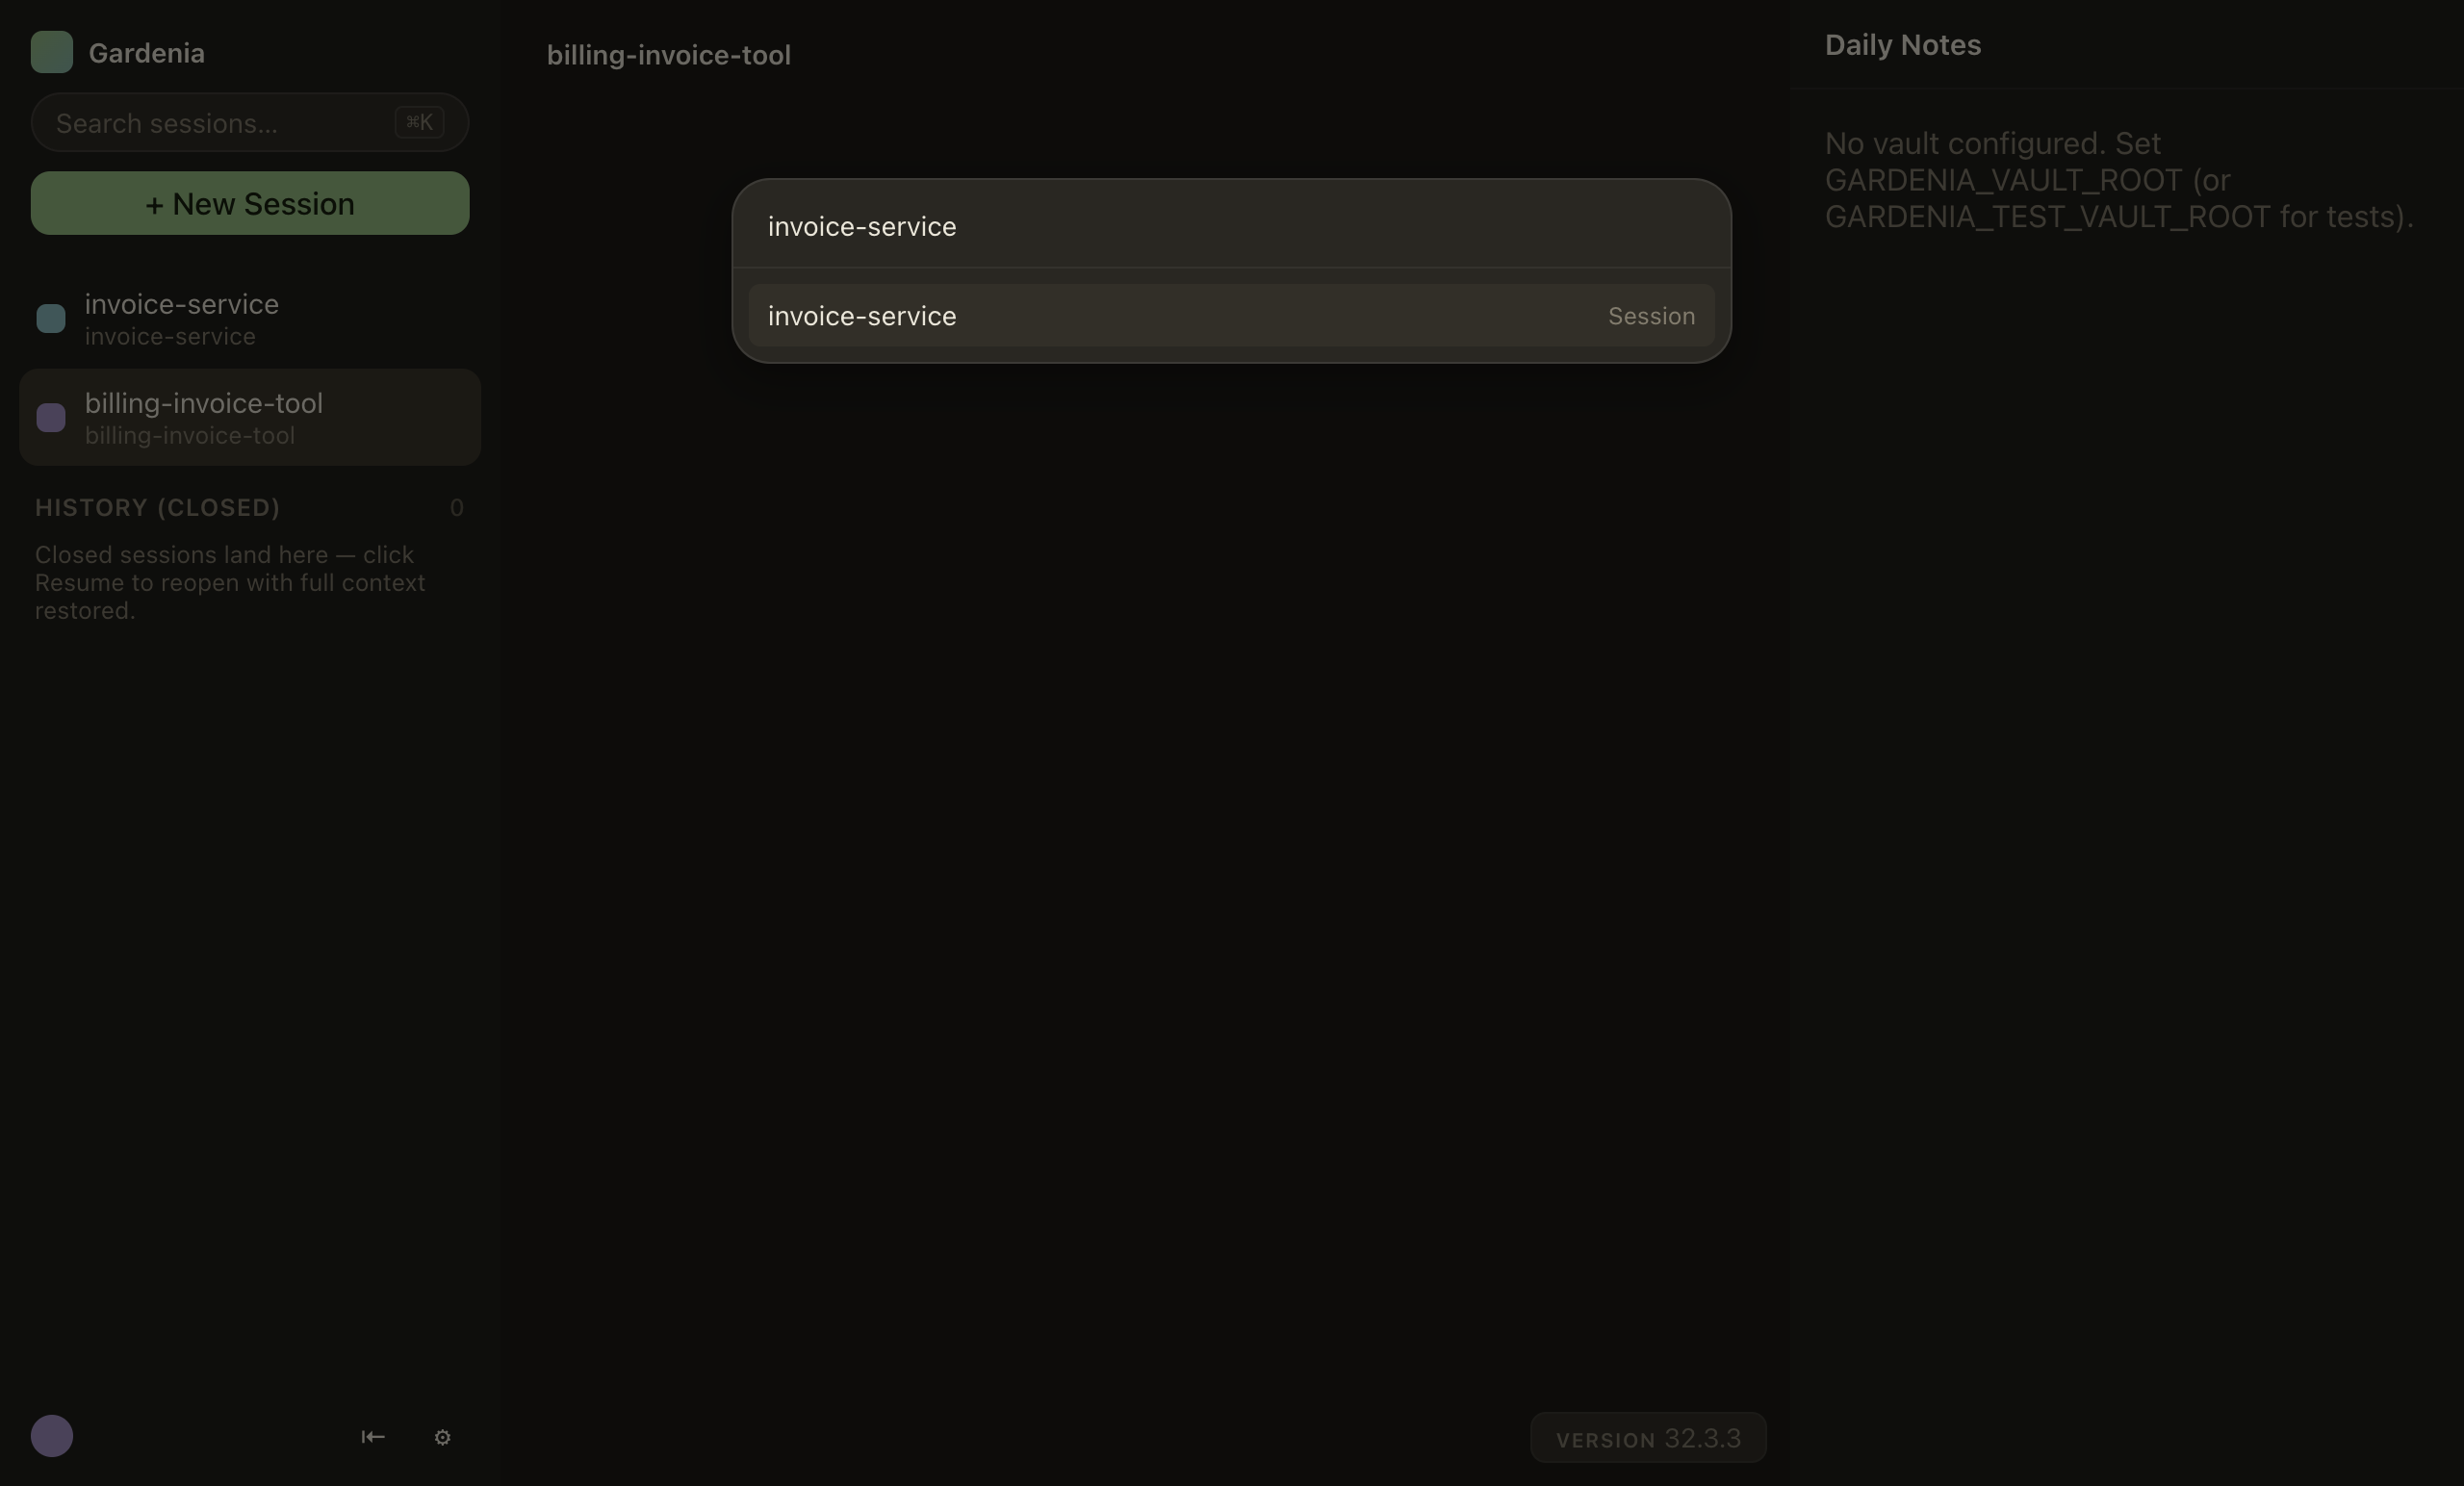 Gardenia
Search sessions...
⌘K
+ New Session
invoice-service
invoice-service
billing-invoice-tool
billing-invoice-tool
HISTORY (CLOSED)
0
Closed sessions land here — click
Resume to reopen with full context
restored.
billing-invoice-tool
invoice-service
invoice-service
Session
VERSION 32.3.3
Daily Notes
No vault configured. Set
GARDENIA_VAULT_ROOT (or
GARDENIA_TEST_VAULT_ROOT for tests).